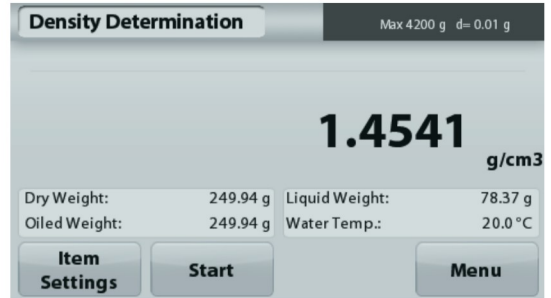 Density Determination Max 4200 g d= 0.01 g
1.4541
g/cm3
Dry Weight: 249.94 g Liquid Weight: 78.37 g
Oiled Weight: 249.94 g Water Temp.: 20.0 °C
Item
Settings
Start
Menu